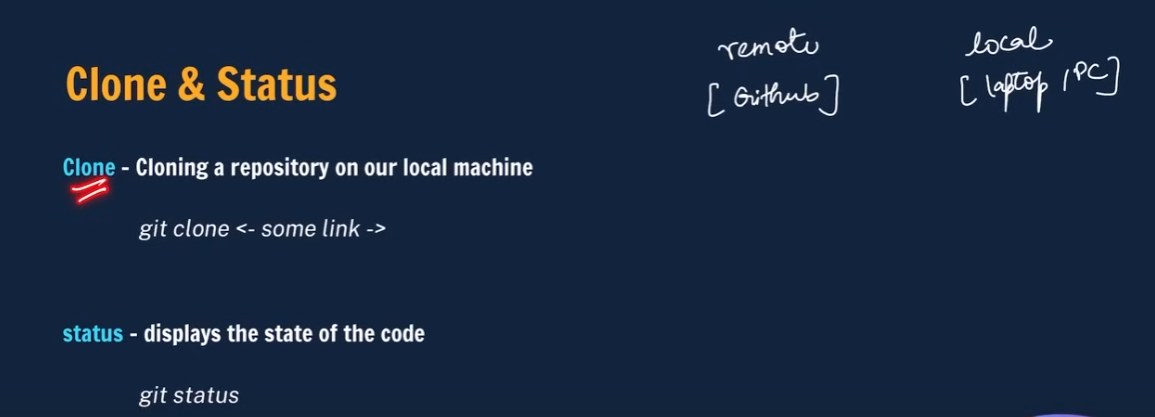 remote
local
Clone & Status
[Github]
[laptop /PC]
Clone - Cloning a repository on our local machine
git clone <- some link ->
status - displays the state of the code
git status